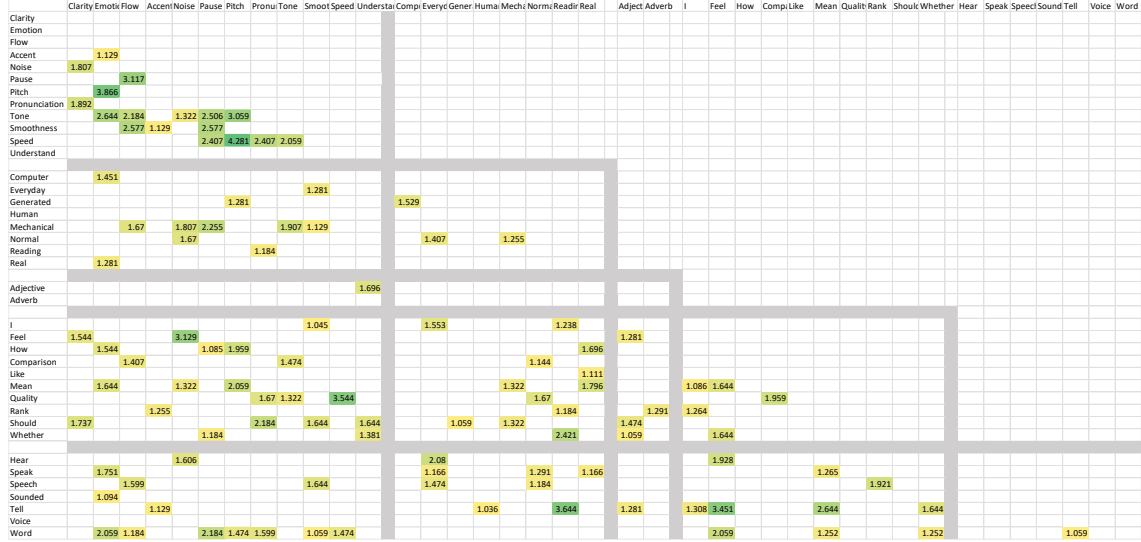 Clarity Emoti Flow Accent Noise Pause Pitch Pronu Tone Smoot Speed Understa Comp Everyd Gener Huma Mecha Norma Readir Real Adject Adverb I Feel How Compa Like Mean Qualit Rank Shoulc Whether Hear Speak Speecl Sound Tell Voice Word
Clarity
Emotion
Flow
Accent 1.129
Noise 1.807
Pause 3.117
Pitch 3.866
Pronunciation 1.892
Tone 2.644 2.184 1.322 2.506 3.059
Smoothness 2.577 1.129 2.577
Speed 2.407 4.281 2.407 2.059
Understand
Computer 1.451
Everyday 1.281
Generated 1.281 1.529
Human
Mechanical 1.67 1.807 2.255 1.907 1.129
Normal 1.67 1.407 1.255
Reading 1.184
Real 1.281
Adjective 1.696
Adverb
I 1.045 1.553 1.238
Feel 1.544 3.129 1.281
How 1.544 1.085 1.959 1.696
Comparison 1.407 1.474 1.144
Like 1.111
Mean 1.644 1.322 2.059 1.322 1.796 1.086 1.644
Quality 1.67 1.322 3.544 1.67 1.959
Rank 1.255 1.184 1.291 1.264
Should 1.737 2.184 1.644 1.644 1.059 1.322 1.474
Whether 1.184 1.381 2.421 1.059 1.644
Hear 1.606 2.08 1.928
Speak 1.751 1.166 1.291 1.166 1.265
Speech 1.599 1.644 1.474 1.184 1.921
Sounded 1.094
Tell 1.129 1.036 3.644 1.281 1.308 3.451 2.644 1.644
Voice
Word 2.059 1.184 2.184 1.474 1.599 1.059 1.474 2.059 1.252 1.252 1.059